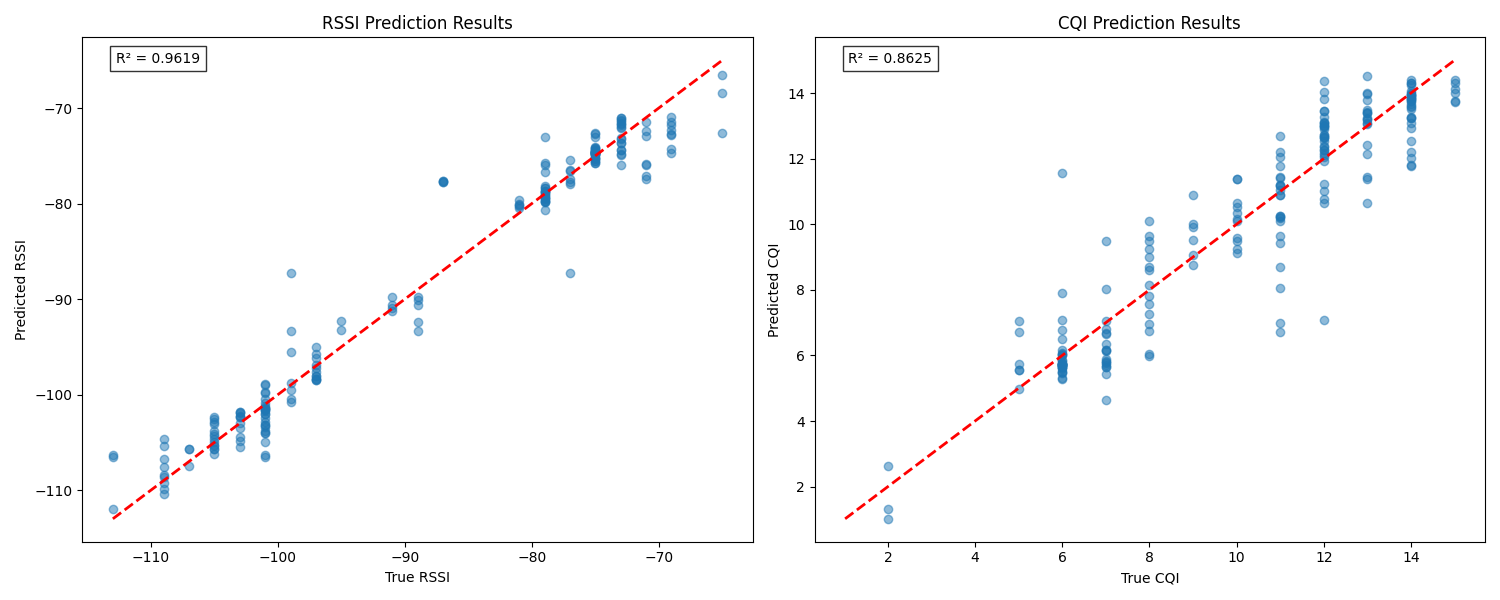 RSSI Prediction Results
R² = 0.9619
−70
−80
−90
−100
−110
Predicted RSSI
−110 −100 −90 −80 −70
True RSSI
CQI Prediction Results
R² = 0.8625
14
12
10
8
6
4
2
Predicted CQI
2 4 6 8 10 12 14
True CQI